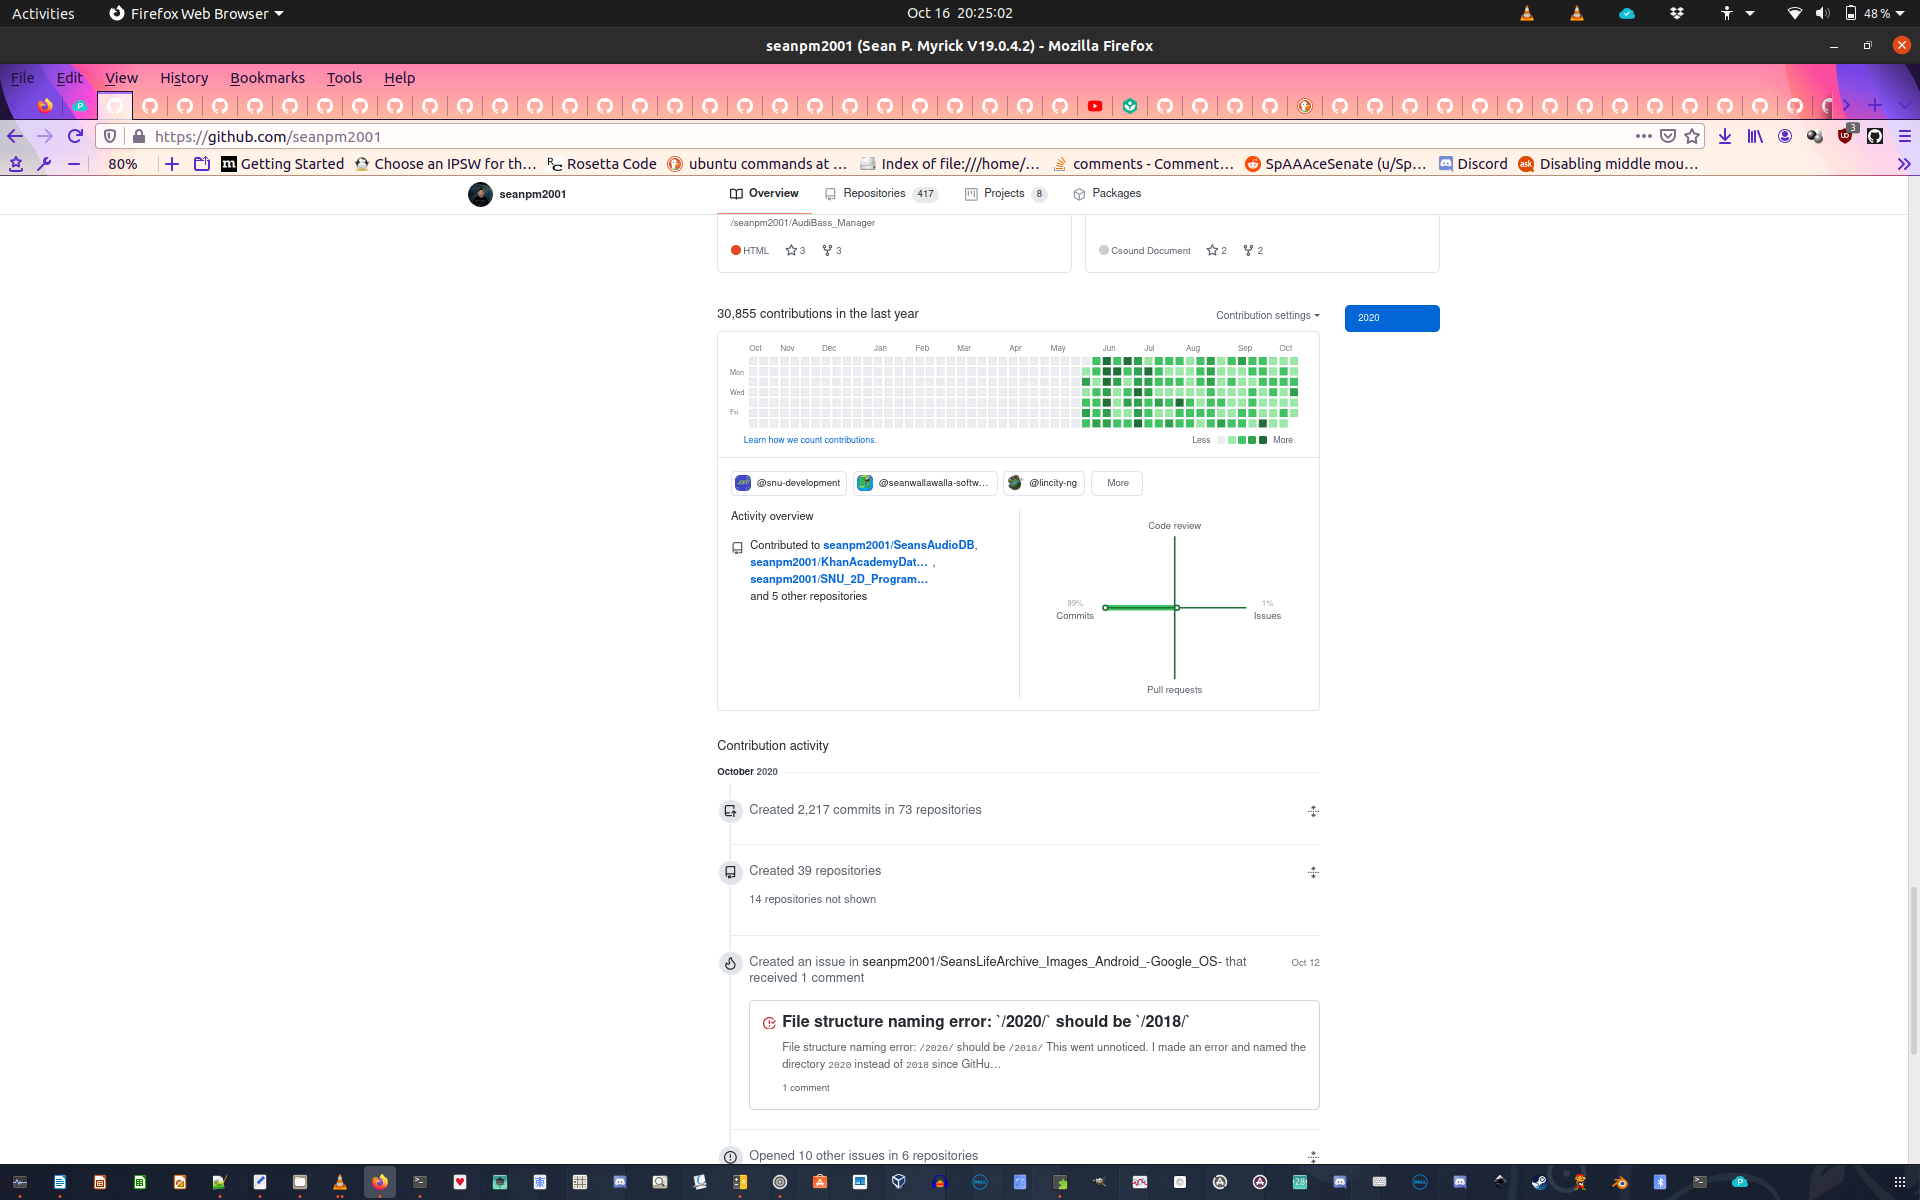 Activities
Firefox Web Browser
Oct 16 20:25:02
48 %
seanpm2001 (Sean P. Myrick V19.0.4.2) - Mozilla Firefox
File Edit View History Bookmarks Tools Help
https://github.com/seanpm2001
3
80%
Getting Started
Choose an IPSW for th…
Rosetta Code
ubuntu commands at …
Index of file:///home/…
comments - Comment…
SpAAAceSenate (u/Sp…
Discord
Disabling middle mou…
seanpm2001
Overview
Repositories 417
Projects 8
Packages
/seanpm2001/AudiBass_Manager
HTML 3 3
Csound Document 2 2
30,855 contributions in the last year
Contribution settings
2020
Oct Nov Dec Jan Feb Mar Apr May Jun Jul Aug Sep Oct
Mon
Wed
Fri
Learn how we count contributions.
Less More
@snu-development
@seanwallawalla-softw…
@lincity-ng
More
Activity overview
Contributed to seanpm2001/SeansAudioDB,
seanpm2001/KhanAcademyDat… ,
seanpm2001/SNU_2D_Program…
and 5 other repositories
Code review
99%
Commits
1%
Issues
Pull requests
Contribution activity
October 2020
Created 2,217 commits in 73 repositories
Created 39 repositories
14 repositories not shown
Created an issue in seanpm2001/SeansLifeArchive_Images_Android_-Google_OS- that
received 1 comment
Oct 12
File structure naming error: `/2020/` should be `/2018/`
File structure naming error: /2020/ should be /2018/ This went unnoticed. I made an error and named the
directory 2020 instead of 2018 since GitHu…
1 comment
Opened 10 other issues in 6 repositories